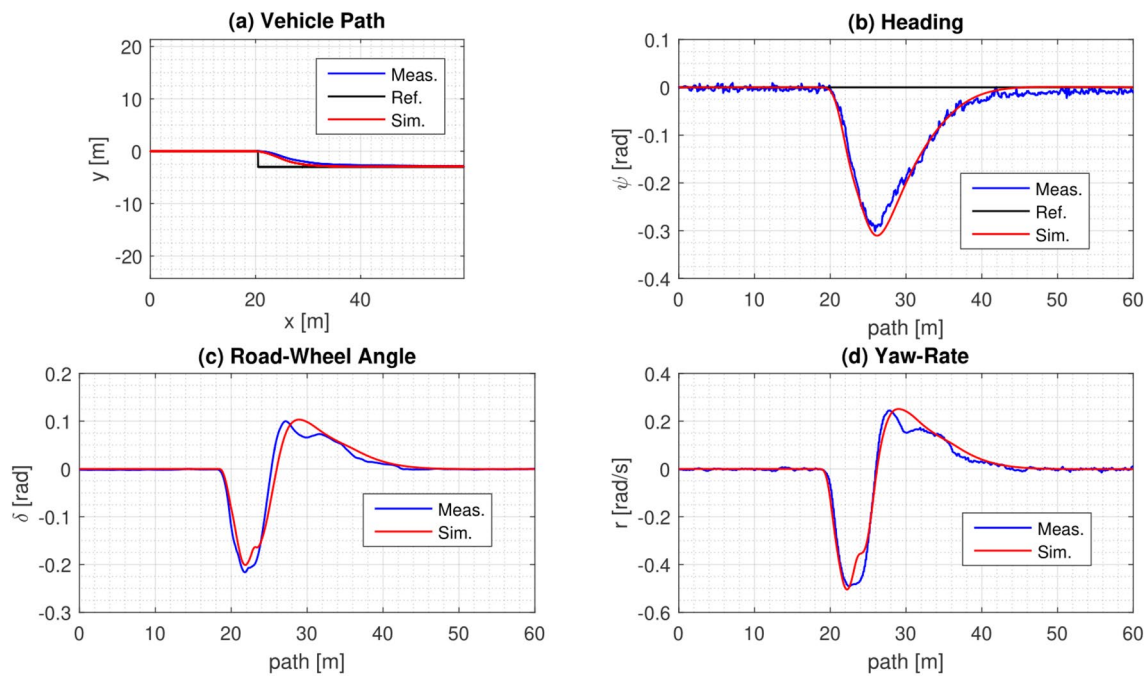 (a) Vehicle Path
20
10
0
-10
-20
y [m]
0
20
40
x [m]
Meas.
Ref.
Sim.
(b) Heading
0.1
0
-0.1
-0.2
-0.3
-0.4
ψ [rad]
0
10
20
30
40
50
60
path [m]
Meas.
Ref.
Sim.
(c) Road-Wheel Angle
0.2
0.1
0
-0.1
-0.2
-0.3
δ [rad]
0
10
20
30
40
50
60
path [m]
Meas.
Sim.
(d) Yaw-Rate
0.4
0.2
0
-0.2
-0.4
-0.6
r [rad/s]
0
10
20
30
40
50
60
path [m]
Meas.
Sim.